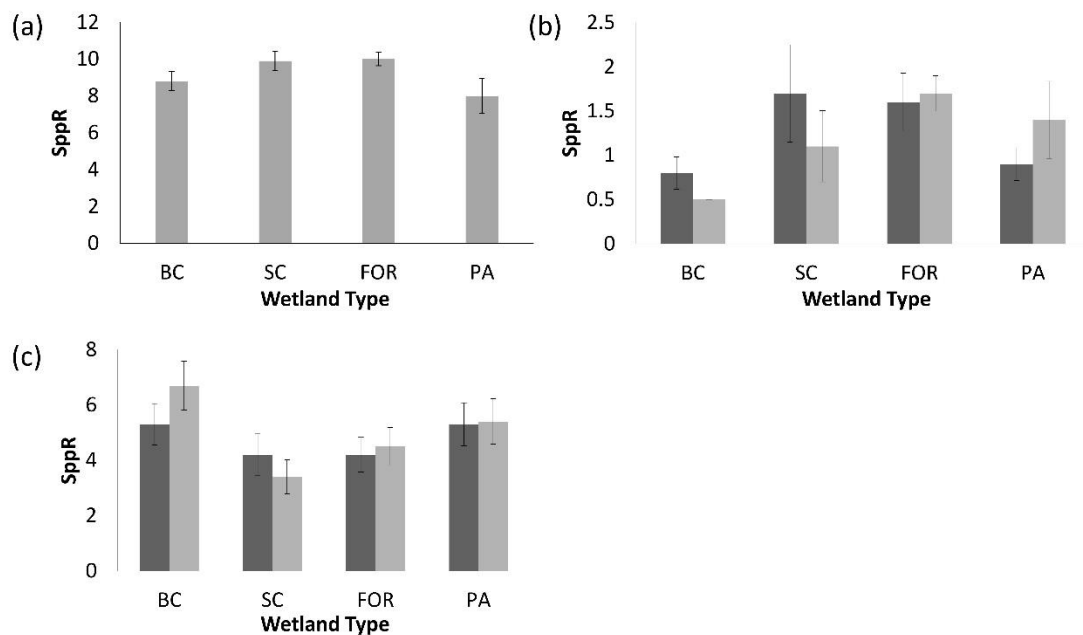 (a)
12
10
8
6
4
2
0
SppR
BC SC FOR PA
Wetland Type
(b)
2.5
2
1.5
1
0.5
0
SppR
BC SC FOR PA
Wetland Type
(c)
8
6
4
2
0
SppR
BC SC FOR PA
Wetland Type